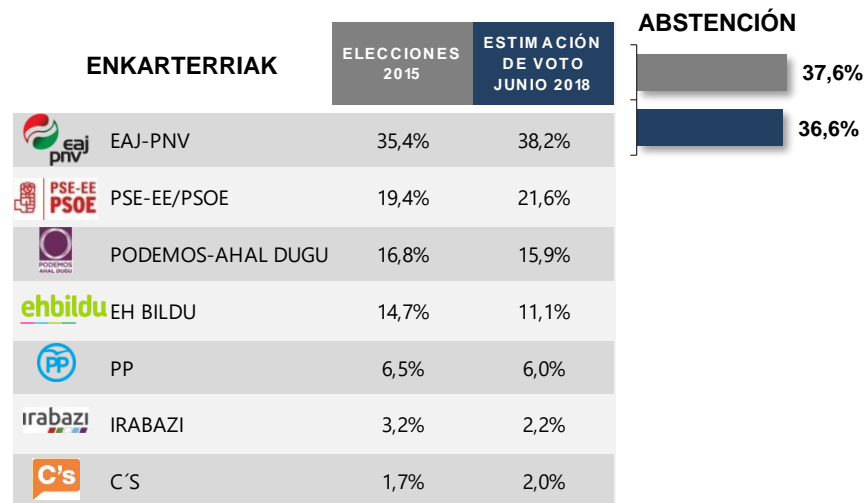 ABSTENCIÓN
ENKARTERRIAK
ELECCIONES
2015
ESTIMACIÓN
DE VOTO
JUNIO 2018
37,6%
36,6%
eaj
pnv
EAJ-PNV 35,4% 38,2%
PSE-EE
PSOE
PSE-EE/PSOE 19,4% 21,6%
PODEMOS
AHAL DUGU
PODEMOS-AHAL DUGU 16,8% 15,9%
ehbildu
EH BILDU 14,7% 11,1%
PP
PP 6,5% 6,0%
ırabazı
IRABAZI 3,2% 2,2%
C's
C´S 1,7% 2,0%